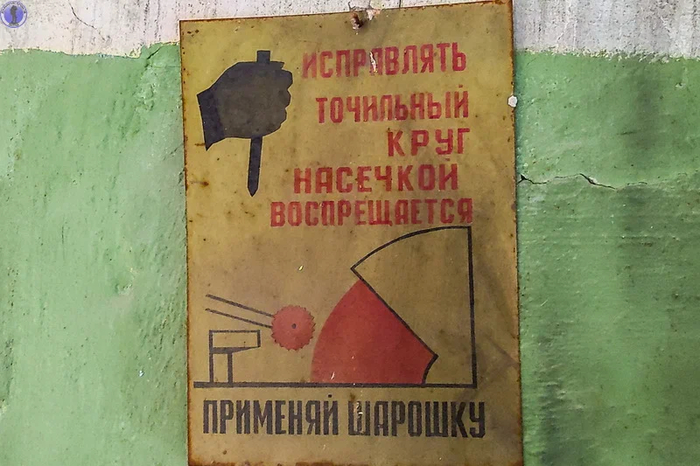 ИСПРАВЛЯТЬ
ТОЧИЛЬНЫЙ
КРУГ
НАСЕЧКОЙ
ВОСПРЕЩАЕТСЯ
ПРИМЕНЯЙ ШАРОШКУ